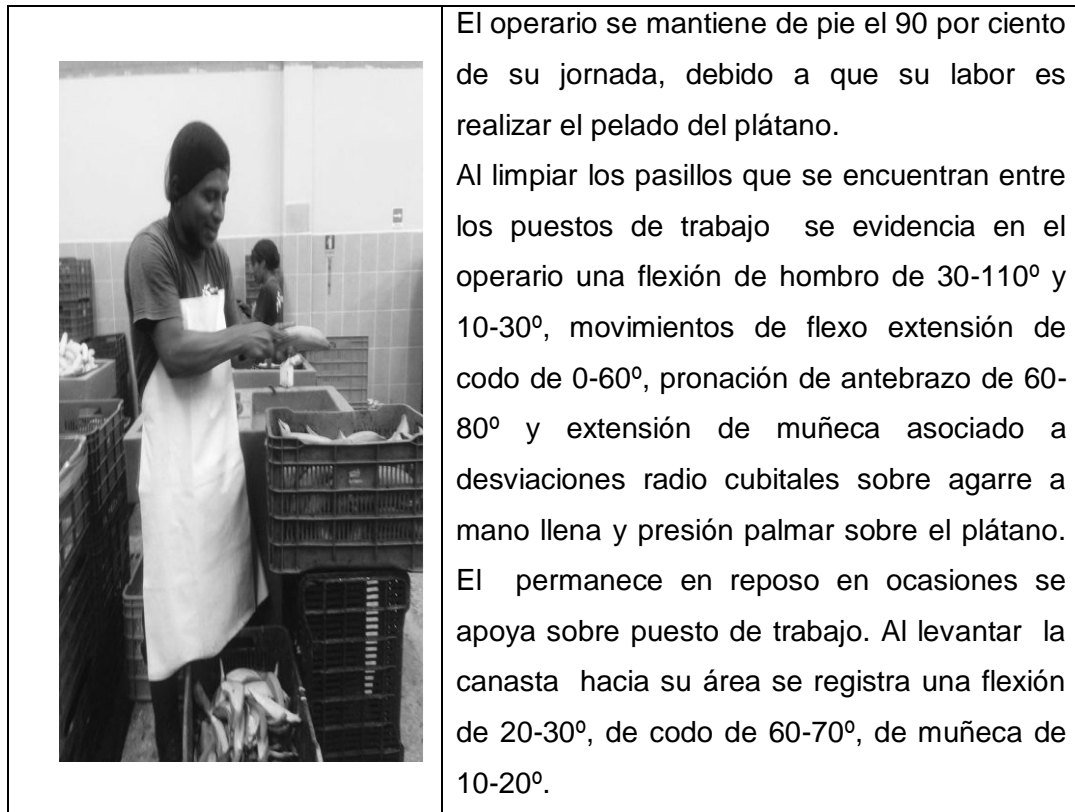 El operario se mantiene de pie el 90 por ciento
de su jornada, debido a que su labor es
realizar el pelado del plátano.
Al limpiar los pasillos que se encuentran entre
los puestos de trabajo se evidencia en el
operario una flexión de hombro de 30-110º y
10-30º, movimientos de flexo extensión de
codo de 0-60º, pronación de antebrazo de 60-
80º y extensión de muñeca asociado a
desviaciones radio cubitales sobre agarre a
mano llena y presión palmar sobre el plátano.
El permanece en reposo en ocasiones se
apoya sobre puesto de trabajo. Al levantar la
canasta hacia su área se registra una flexión
de 20-30º, de codo de 60-70º, de muñeca de
10-20º.